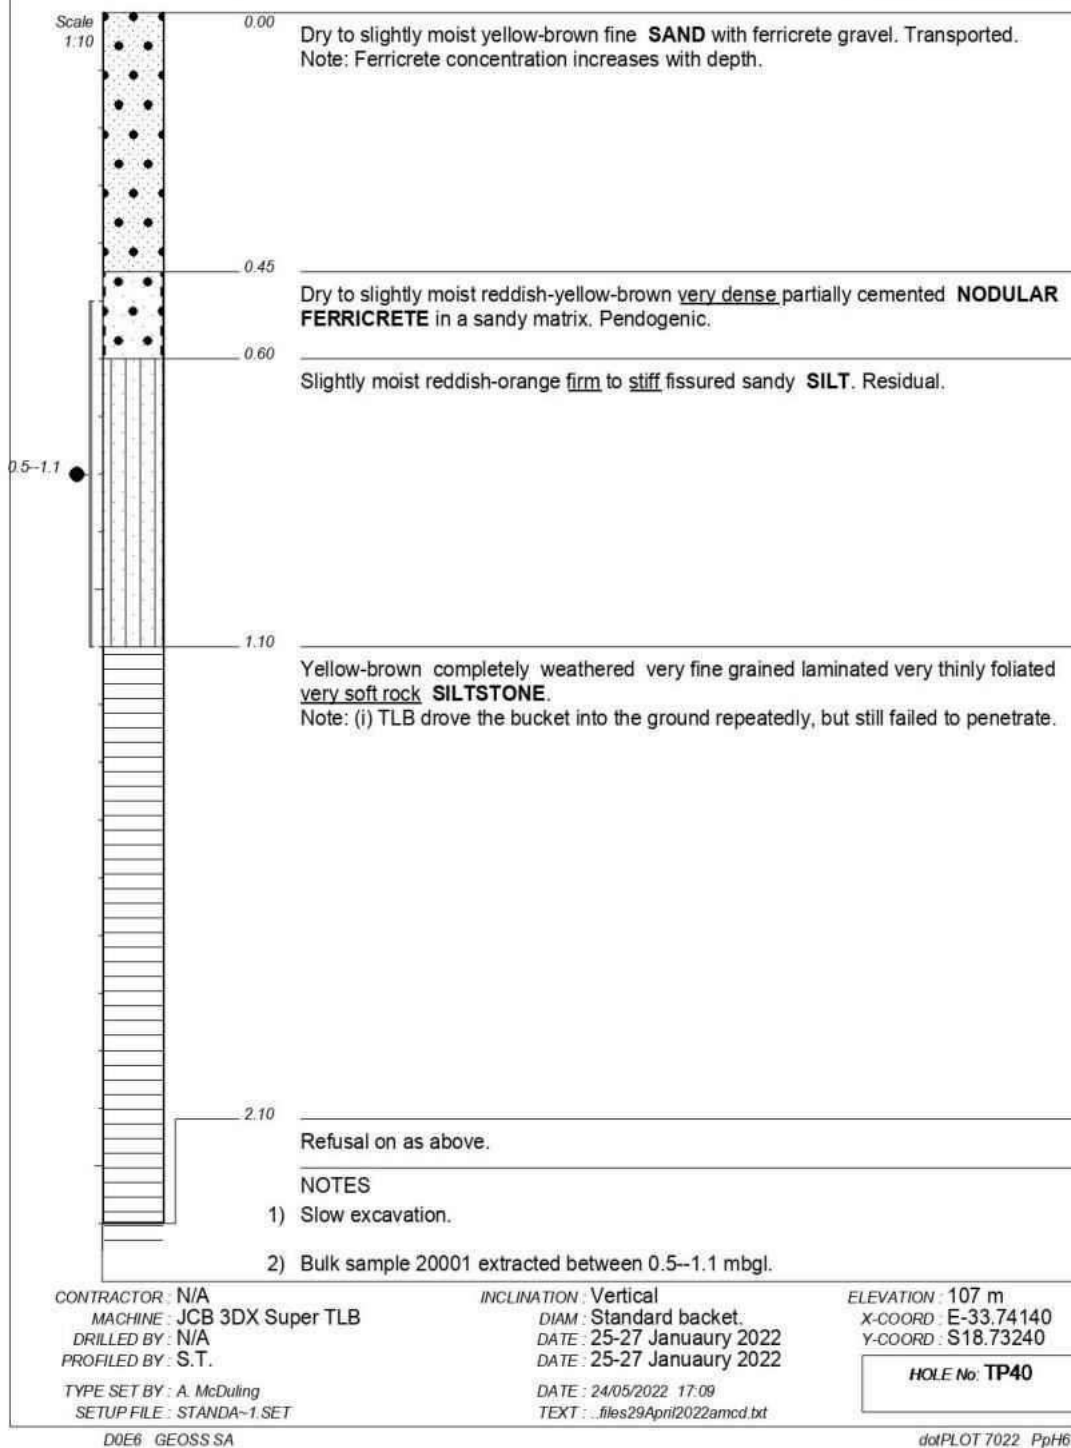 Scale
1:10
0.00
Dry to slightly moist yellow-brown fine SAND with ferricrete gravel. Transported.
Note: Ferricrete concentration increases with depth.
0.45
Dry to slightly moist reddish-yellow-brown very dense partially cemented NODULAR
FERRICRETE in a sandy matrix. Pendogenic.
0.60
Slightly moist reddish-orange firm to stiff fissured sandy SILT. Residual.
0.5--1.1
1.10
Yellow-brown completely weathered very fine grained laminated very thinly foliated
very soft rock SILTSTONE.
Note: (i) TLB drove the bucket into the ground repeatedly, but still failed to penetrate.
2.10
Refusal on as above.
NOTES
1) Slow excavation.
2) Bulk sample 20001 extracted between 0.5--1.1 mbgl.
CONTRACTOR : N/A
MACHINE : JCB 3DX Super TLB
DRILLED BY : N/A
PROFILED BY : S.T.
TYPE SET BY : A. McDuling
SETUP FILE : STANDA~1.SET
INCLINATION : Vertical
DIAM : Standard backet.
DATE : 25-27 Januaury 2022
DATE : 25-27 Januaury 2022
DATE : 24/05/2022 17:09
TEXT : ..files29April2022amcd.txt
ELEVATION : 107 m
X-COORD : E-33.74140
Y-COORD : S18.73240
HOLE No: TP40
D0E6 GEOSS SA
dotPLOT 7022 PpH6